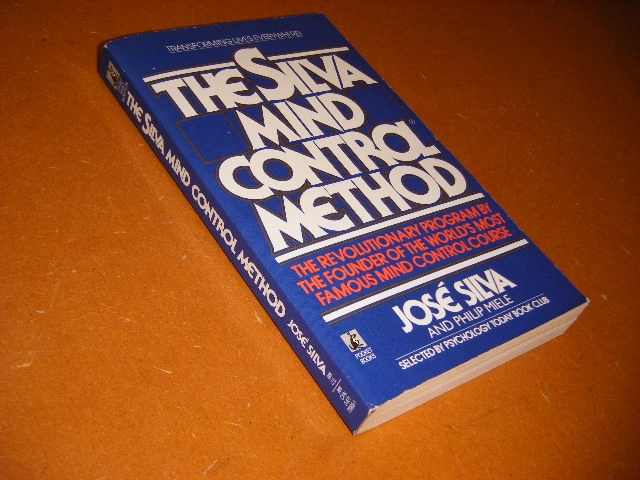 TRANSFORMING LIVES EVERYWHERE!
THE SILVA
MIND
CONTROL®
METHOD
THE REVOLUTIONARY PROGRAM BY
THE FOUNDER OF THE WORLD'S MOST
FAMOUS MIND CONTROL COURSE
JOSÉ SILVA
AND PHILIP MIELE
SELECTED BY PSYCHOLOGY TODAY BOOK CLUB
POCKET
BOOKS
THE SILVA MIND CONTROL METHOD JOSÉ SILVA